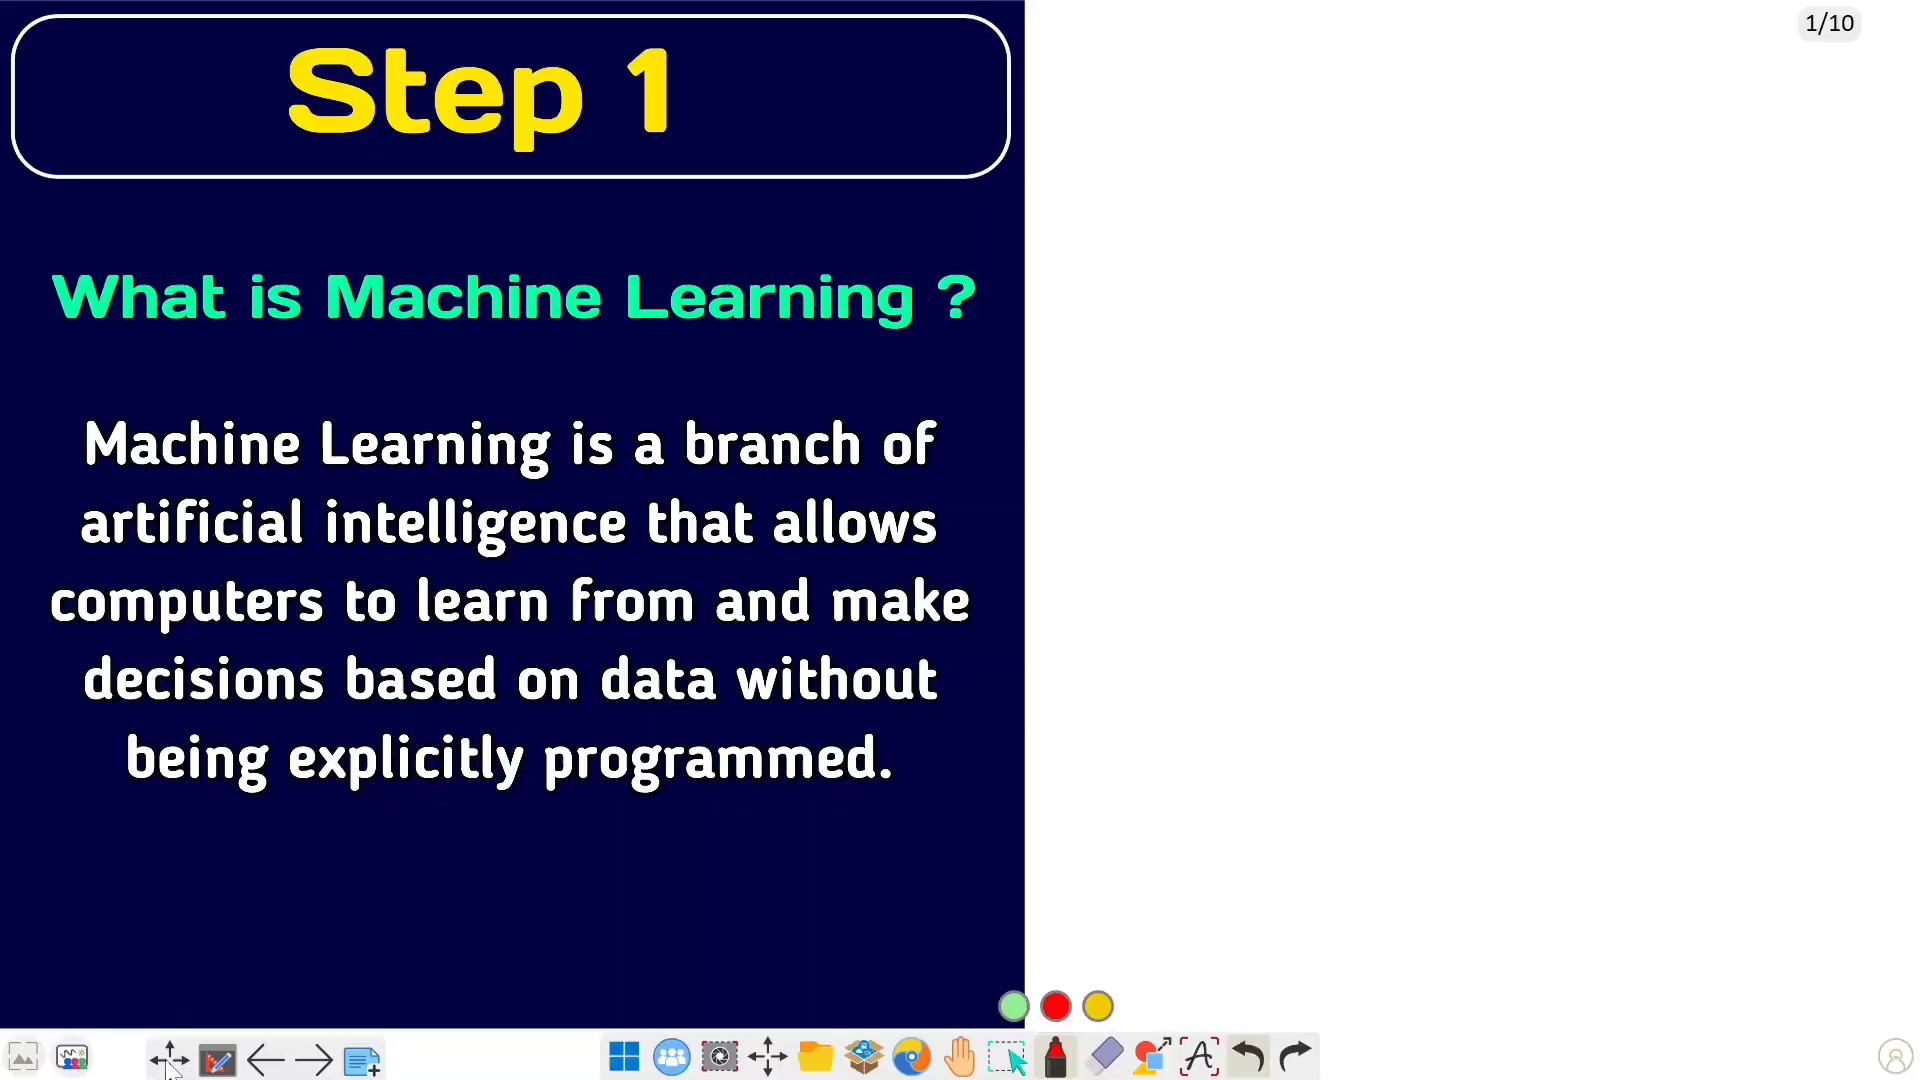 1/10
Step 1
What is Machine Learning ?
Machine Learning is a branch of
artificial intelligence that allows
computers to learn from and make
decisions based on data without
being explicitly programmed.